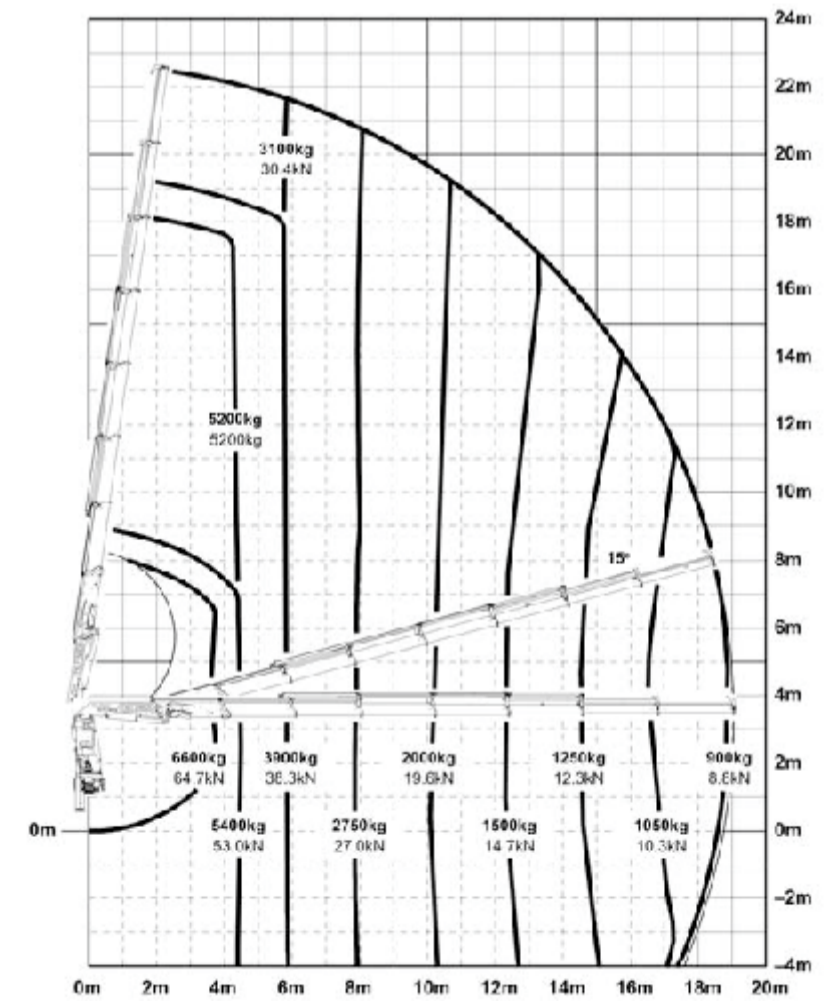 24m
22m
3100kg
30.4kN
20m
18m
16m
14m
5200kg
5200kg
12m
10m
15°
8m
6m
4m
6600kg 3900kg 2000kg 1250kg 900kg
64.7kN 38.3kN 19.6kN 12.3kN 8.8kN
2m
0m 5400kg 2750kg 1500kg 1050kg 0m
53.0kN 27.0kN 14.7kN 10.3kN
-2m
-4m
0m 2m 4m 6m 8m 10m 12m 14m 16m 18m 20m